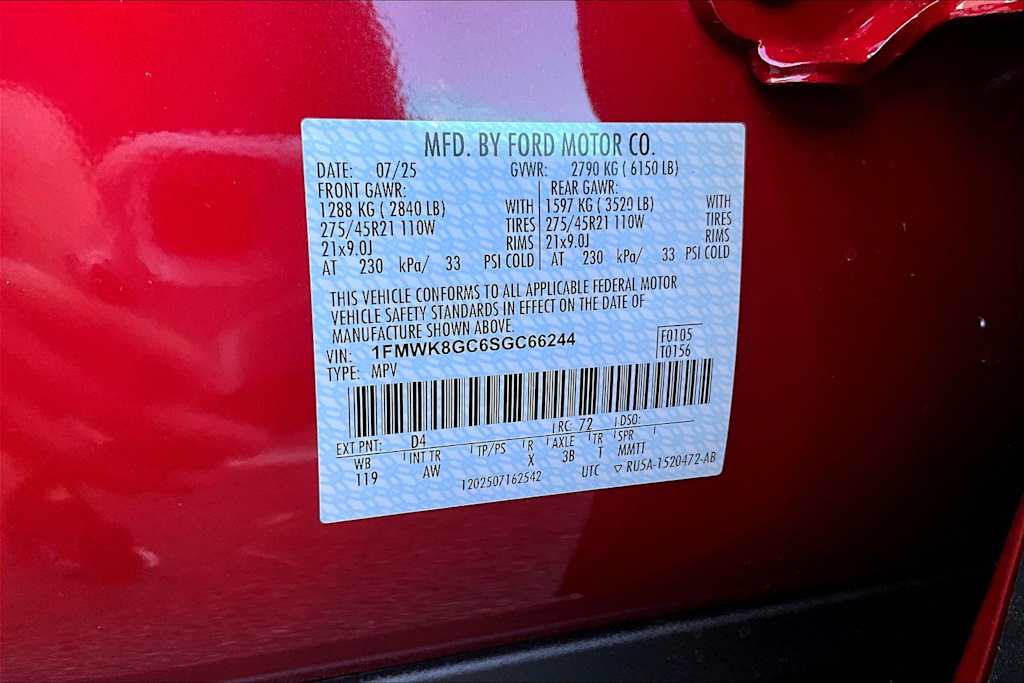 MFD. BY FORD MOTOR CO.
DATE: 07/25 GVWR: 2790 KG ( 6150 LB)
FRONT GAWR: REAR GAWR:
1288 KG ( 2840 LB) WITH 1597 KG ( 3520 LB) WITH
275/45R21 110W TIRES 275/45R21 110W TIRES
21x9.0J RIMS 21x9.0J RIMS
AT 230 kPa/ 33 PSI COLD AT 230 kPa/ 33 PSI COLD
THIS VEHICLE CONFORMS TO ALL APPLICABLE FEDERAL MOTOR
VEHICLE SAFETY STANDARDS IN EFFECT ON THE DATE OF
MANUFACTURE SHOWN ABOVE.
VIN: 1FMWK8GC6SGC66244 F0105
TYPE: MPV T0156
EXT PNT: D4 RC: 72 DSO:
WB INT TR TP/PS R AXLE TR SPR
119 AW X 3B T MMTT
1202507162542 UTC ▽ RU5A-1520472-AB